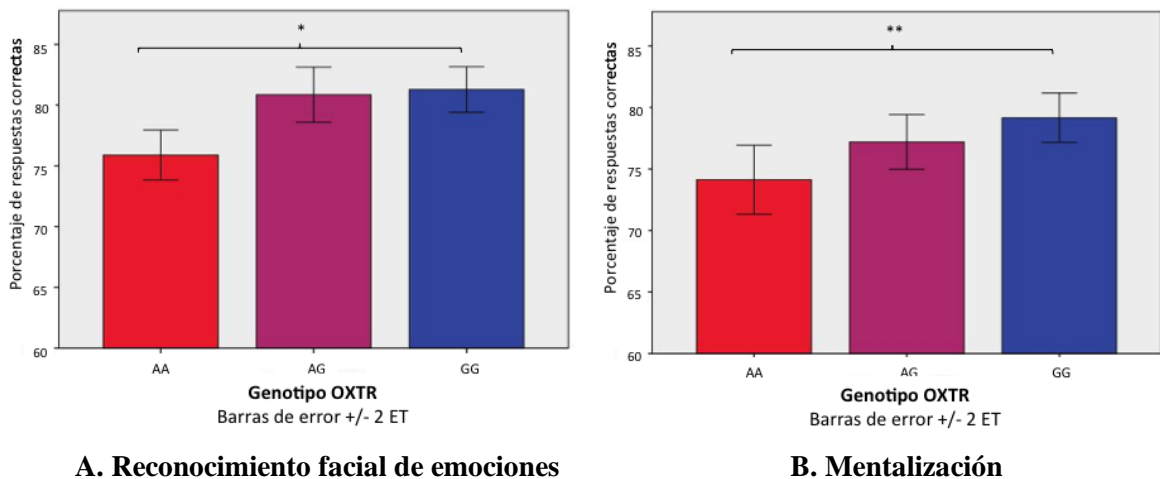 *
Porcentaje de respuestas correctas
85
80
75
70
65
60
AA
AG
GG
Genotipo OXTR
Barras de error +/- 2 ET
A. Reconocimiento facial de emociones
**
Porcentaje de respuestas correctas
85
80
75
70
65
60
AA
AG
GG
Genotipo OXTR
Barras de error +/- 2 ET
B. Mentalización